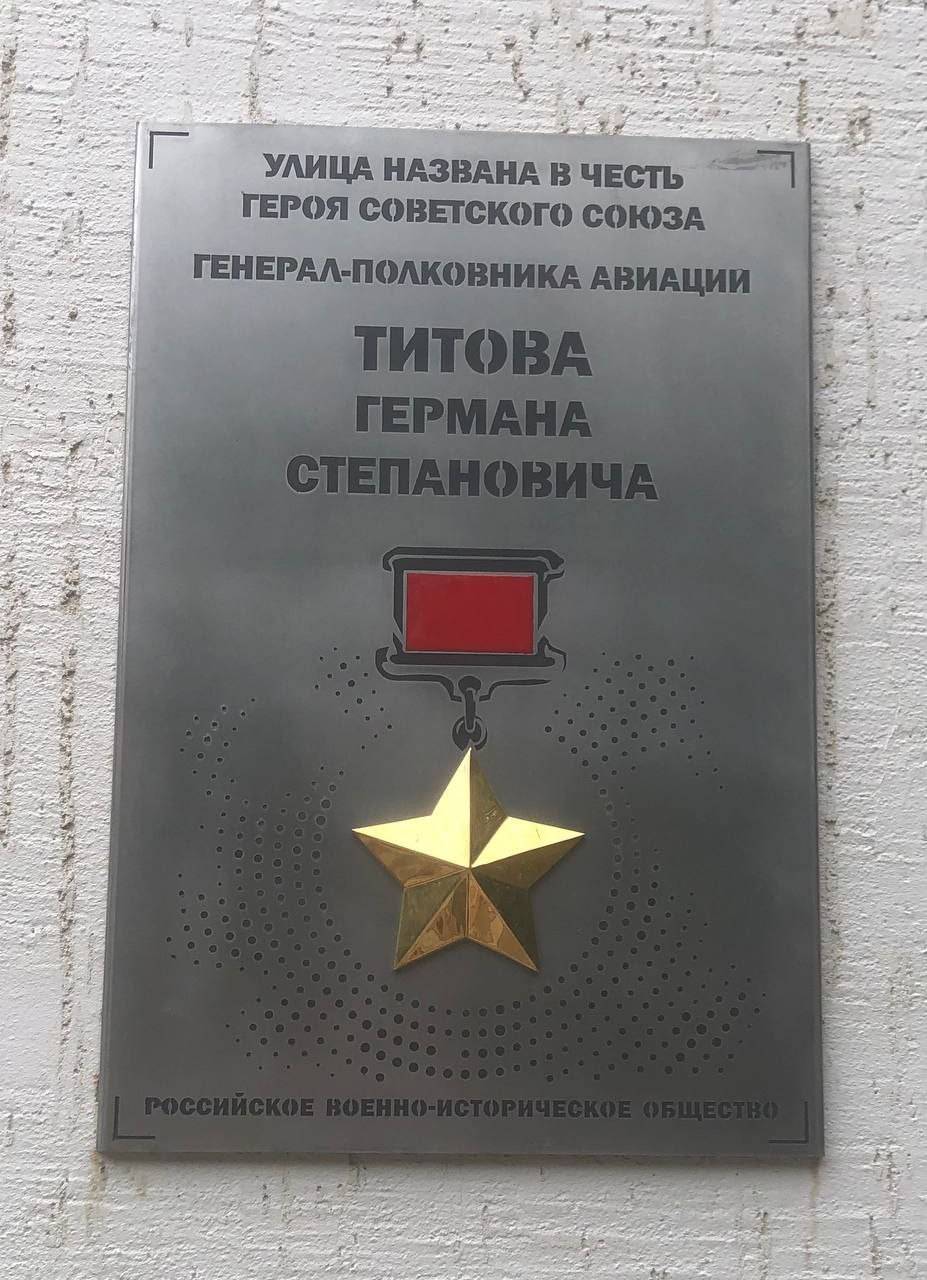 УЛИЦА НАЗВАНА В ЧЕСТЬ
ГЕРОЯ СОВЕТСКОГО СОЮЗА
ГЕНЕРАЛ-ПОЛКОВНИКА АВИАЦИИ
ТИТОВА
ГЕРМАНА
СТЕПАНОВИЧА
РОССИЙСКОЕ ВОЕННО-ИСТОРИЧЕСКОЕ ОБЩЕСТВО